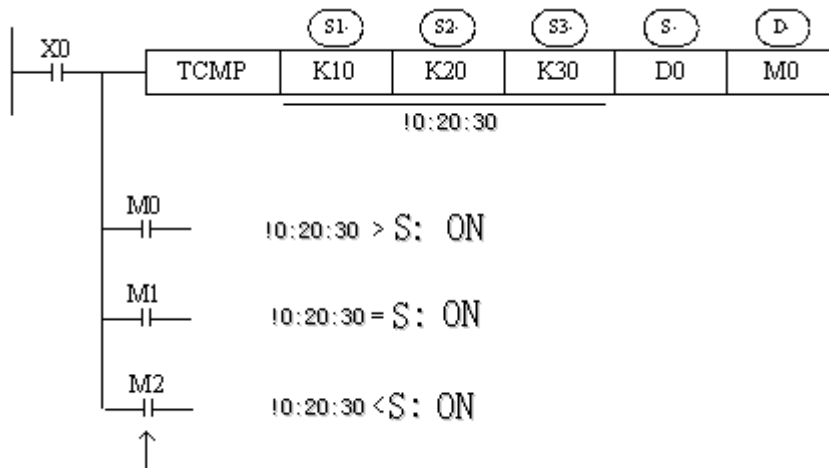 S1· S2· S3· S· D·
X0
TCMP K10 K20 K30 D0 M0
!0:20:30
M0
!0:20:30 > S: ON
M1
!0:20:30 = S: ON
M2
!0:20:30 < S: ON